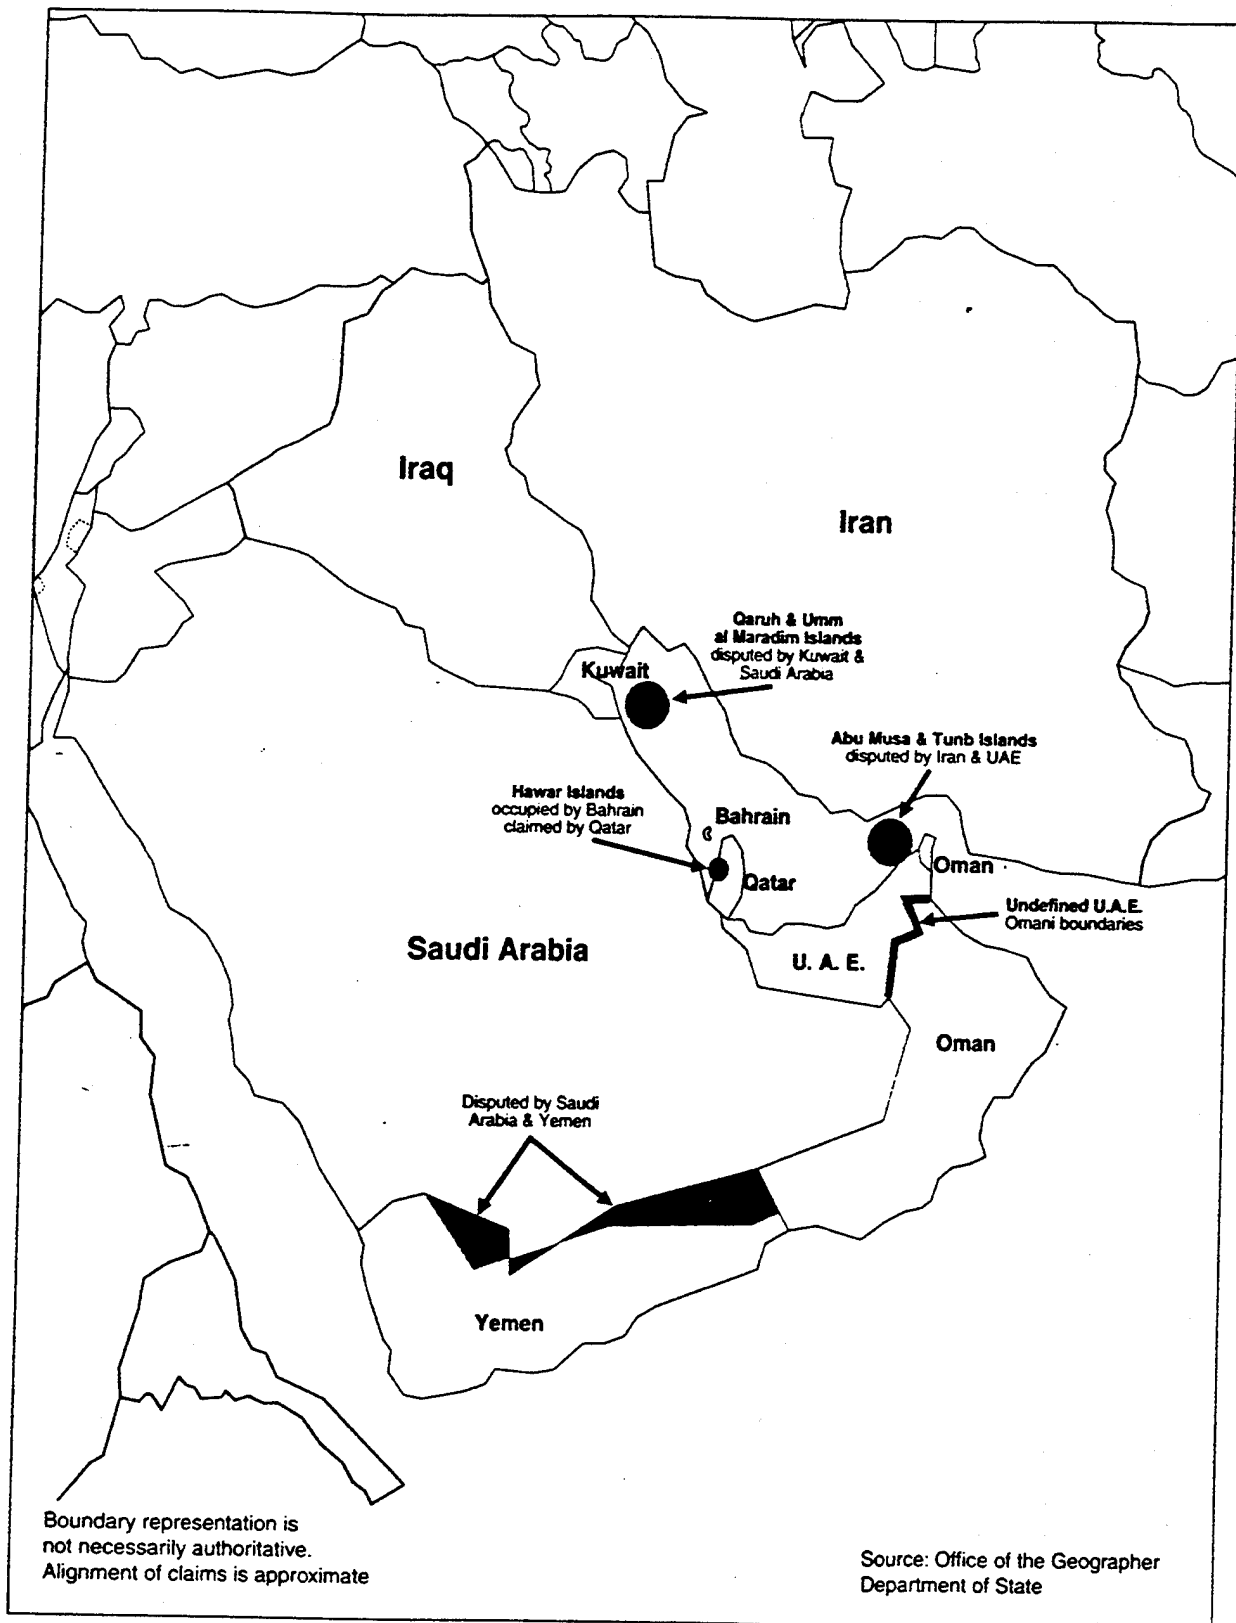 Iraq
Iran
Qaruh & Umm
al Maradim Islands
disputed by Kuwait &
Saudi Arabia
Kuwait
Abu Musa & Tunb Islands
disputed by Iran & UAE
Hawar Islands
occupied by Bahrain
claimed by Qatar
Bahrain
Qatar
Oman
Undefined U.A.E.
Omani boundaries
Saudi Arabia
U. A. E.
Oman
Disputed by Saudi
Arabia & Yemen
Yemen
Boundary representation is
not necessarily authoritative.
Alignment of claims is approximate
Source: Office of the Geographer
Department of State